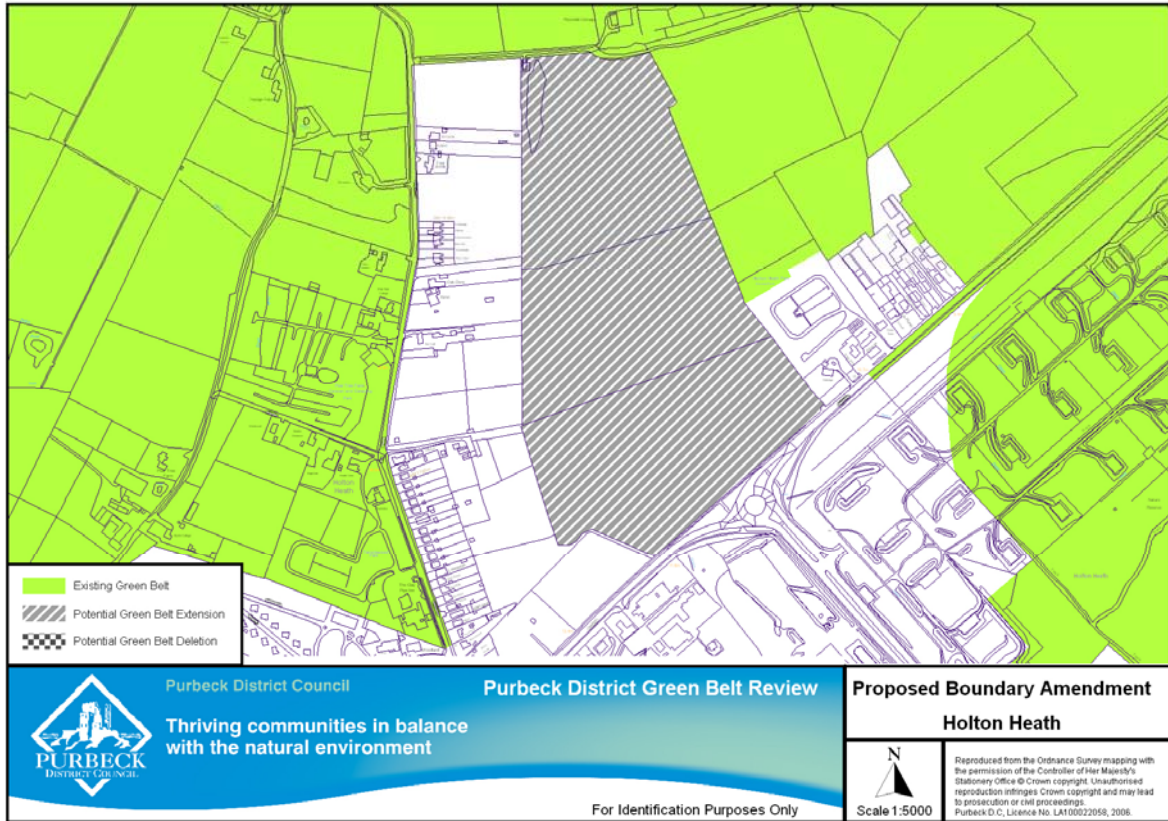 Holton
Heath
Holton Heath
Existing Green Belt
Potential Green Belt Extension
Potential Green Belt Deletion
Purbeck District Council
Purbeck District Green Belt Review
Thriving communities in balance
with the natural environment
PURBECK
DISTRICT COUNCIL
For Identification Purposes Only
Proposed Boundary Amendment
Holton Heath
N
Scale 1:5000
Reproduced from the Ordnance Survey mapping with
the permission of the Controller of Her Majesty's
Stationery Office © Crown copyright. Unauthorised
reproduction infringes Crown copyright and may lead
to prosecution or civil proceedings.
Purbeck D.C, Licence No. LA100022058, 2006.